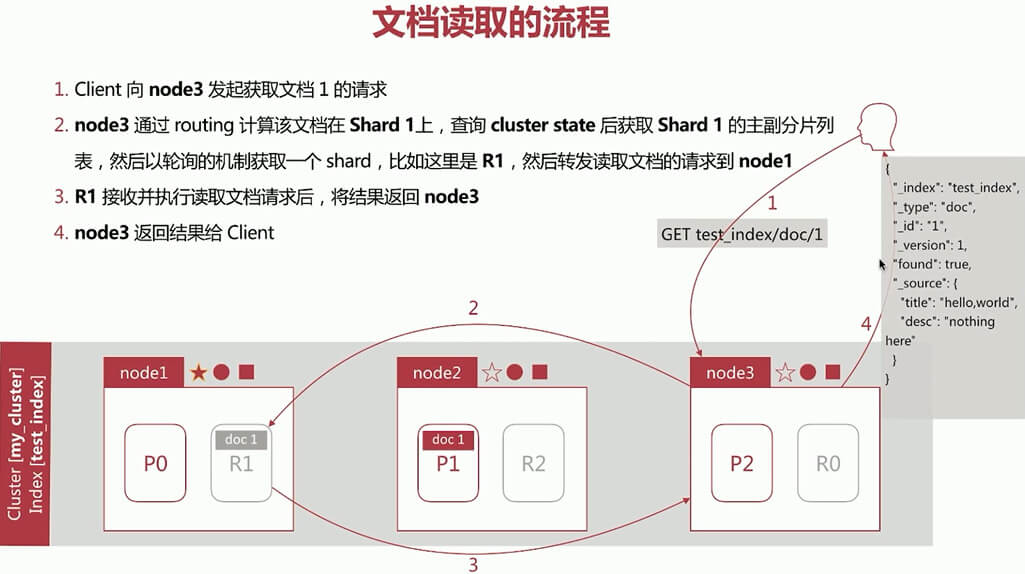 文档读取的流程
1. Client 向 node3 发起获取文档 1 的请求
2. node3 通过 routing 计算该文档在 Shard 1上，查询 cluster state 后获取 Shard 1 的主副分片列
表，然后以轮询的机制获取一个 shard，比如这里是 R1，然后转发读取文档的请求到 node1
3. R1 接收并执行读取文档请求后，将结果返回 node3
4. node3 返回结果给 Client
1
GET test_index/doc/1
{
"_index": "test_index",
"_type": "doc",
"_id": "1",
"_version": 1,
"found": true,
"_source": {
"title": "hello,world",
"desc": "nothing
here"
}
}
2
4
Cluster [my_cluster]
Index [test_index]
node1
doc 1
P0
R1
node2
doc 1
P1
R2
node3
P2
R0
3